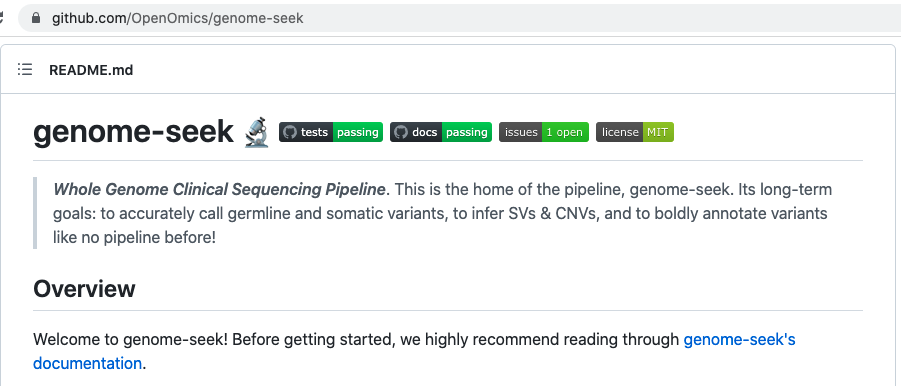 github.com/OpenOmics/genome-seek
README.md
genome-seek tests passing docs passing issues 1 open license MIT
Whole Genome Clinical Sequencing Pipeline. This is the home of the pipeline, genome-seek. Its long-term
goals: to accurately call germline and somatic variants, to infer SVs & CNVs, and to boldly annotate variants
like no pipeline before!
Overview
Welcome to genome-seek! Before getting started, we highly recommend reading through genome-seek's
documentation.